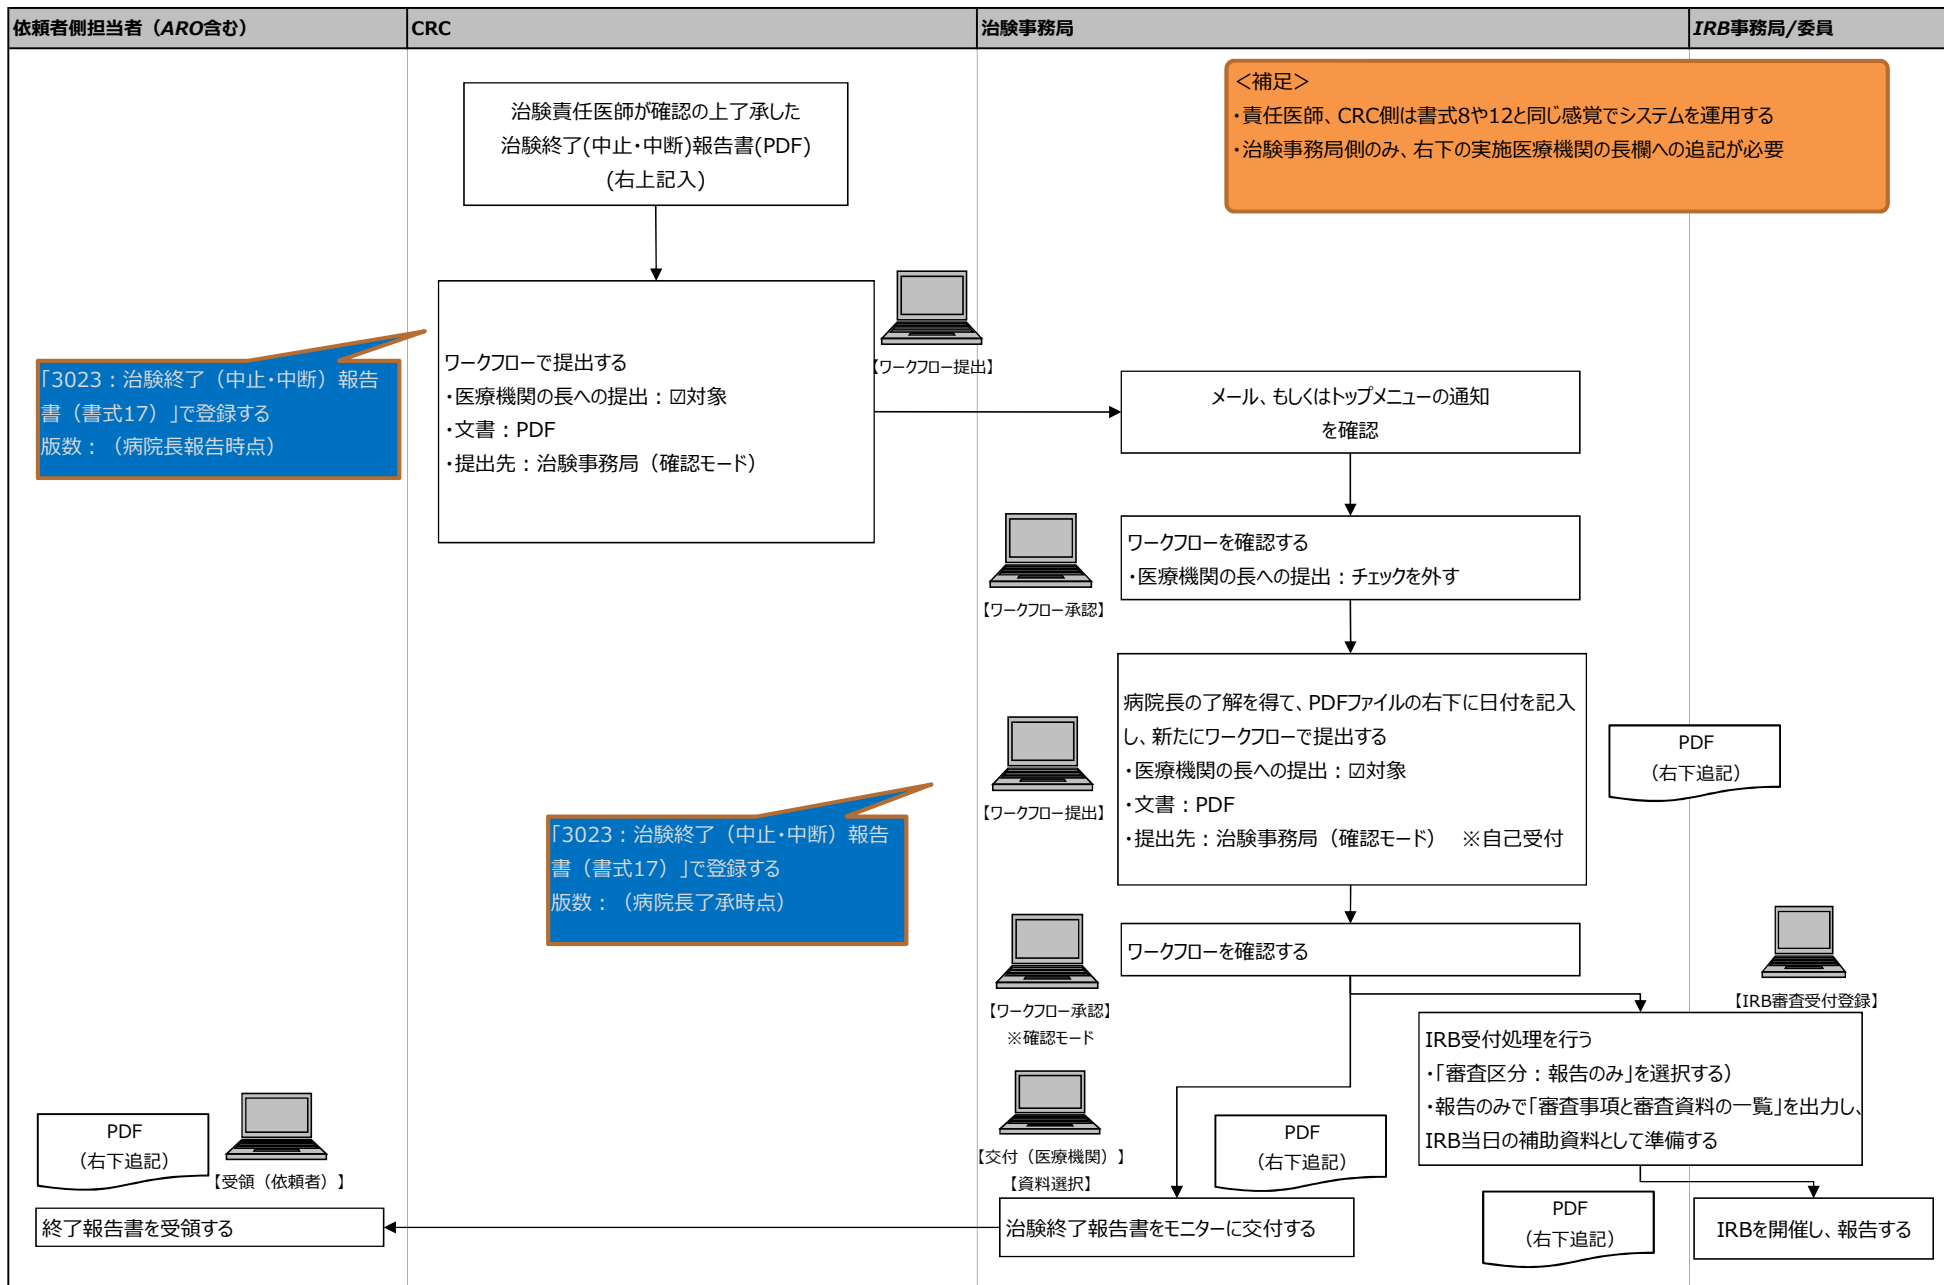 依頼者側担当者（ARO含む）
CRC
治験事務局
IRB事務局/委員
治験責任医師が確認の上了承した
治験終了(中止・中断)報告書(PDF)
(右上記入)
＜補足＞
・責任医師、CRC側は書式8や12と同じ感覚でシステムを運用する
・治験事務局側のみ、右下の実施医療機関の長欄への追記が必要
「3023：治験終了（中止・中断）報告
書（書式17）」で登録する
版数：（病院長報告時点）
ワークフローで提出する
・医療機関の長への提出：☑対象
・文書：PDF
・提出先：治験事務局（確認モード）
【ワークフロー提出】
メール、もしくはトップメニューの通知
を確認
ワークフローを確認する
・医療機関の長への提出：チェックを外す
【ワークフロー承認】
病院長の了解を得て、PDFファイルの右下に日付を記入
し、新たにワークフローで提出する
・医療機関の長への提出：☑対象
・文書：PDF
・提出先：治験事務局（確認モード）　※自己受付
【ワークフロー提出】
PDF
（右下追記）
「3023：治験終了（中止・中断）報告
書（書式17）」で登録する
版数：（病院長了承時点）
ワークフローを確認する
【ワークフロー承認】
※確認モード
【IRB審査受付登録】
IRB受付処理を行う
・「審査区分：報告のみ」を選択する）
・報告のみで「審査事項と審査資料の一覧」を出力し、
IRB当日の補助資料として準備する
【交付（医療機関）】
【資料選択】
PDF
（右下追記）
PDF
（右下追記）
【受領（依頼者）】
終了報告書を受領する
治験終了報告書をモニターに交付する
PDF
（右下追記）
IRBを開催し、報告する